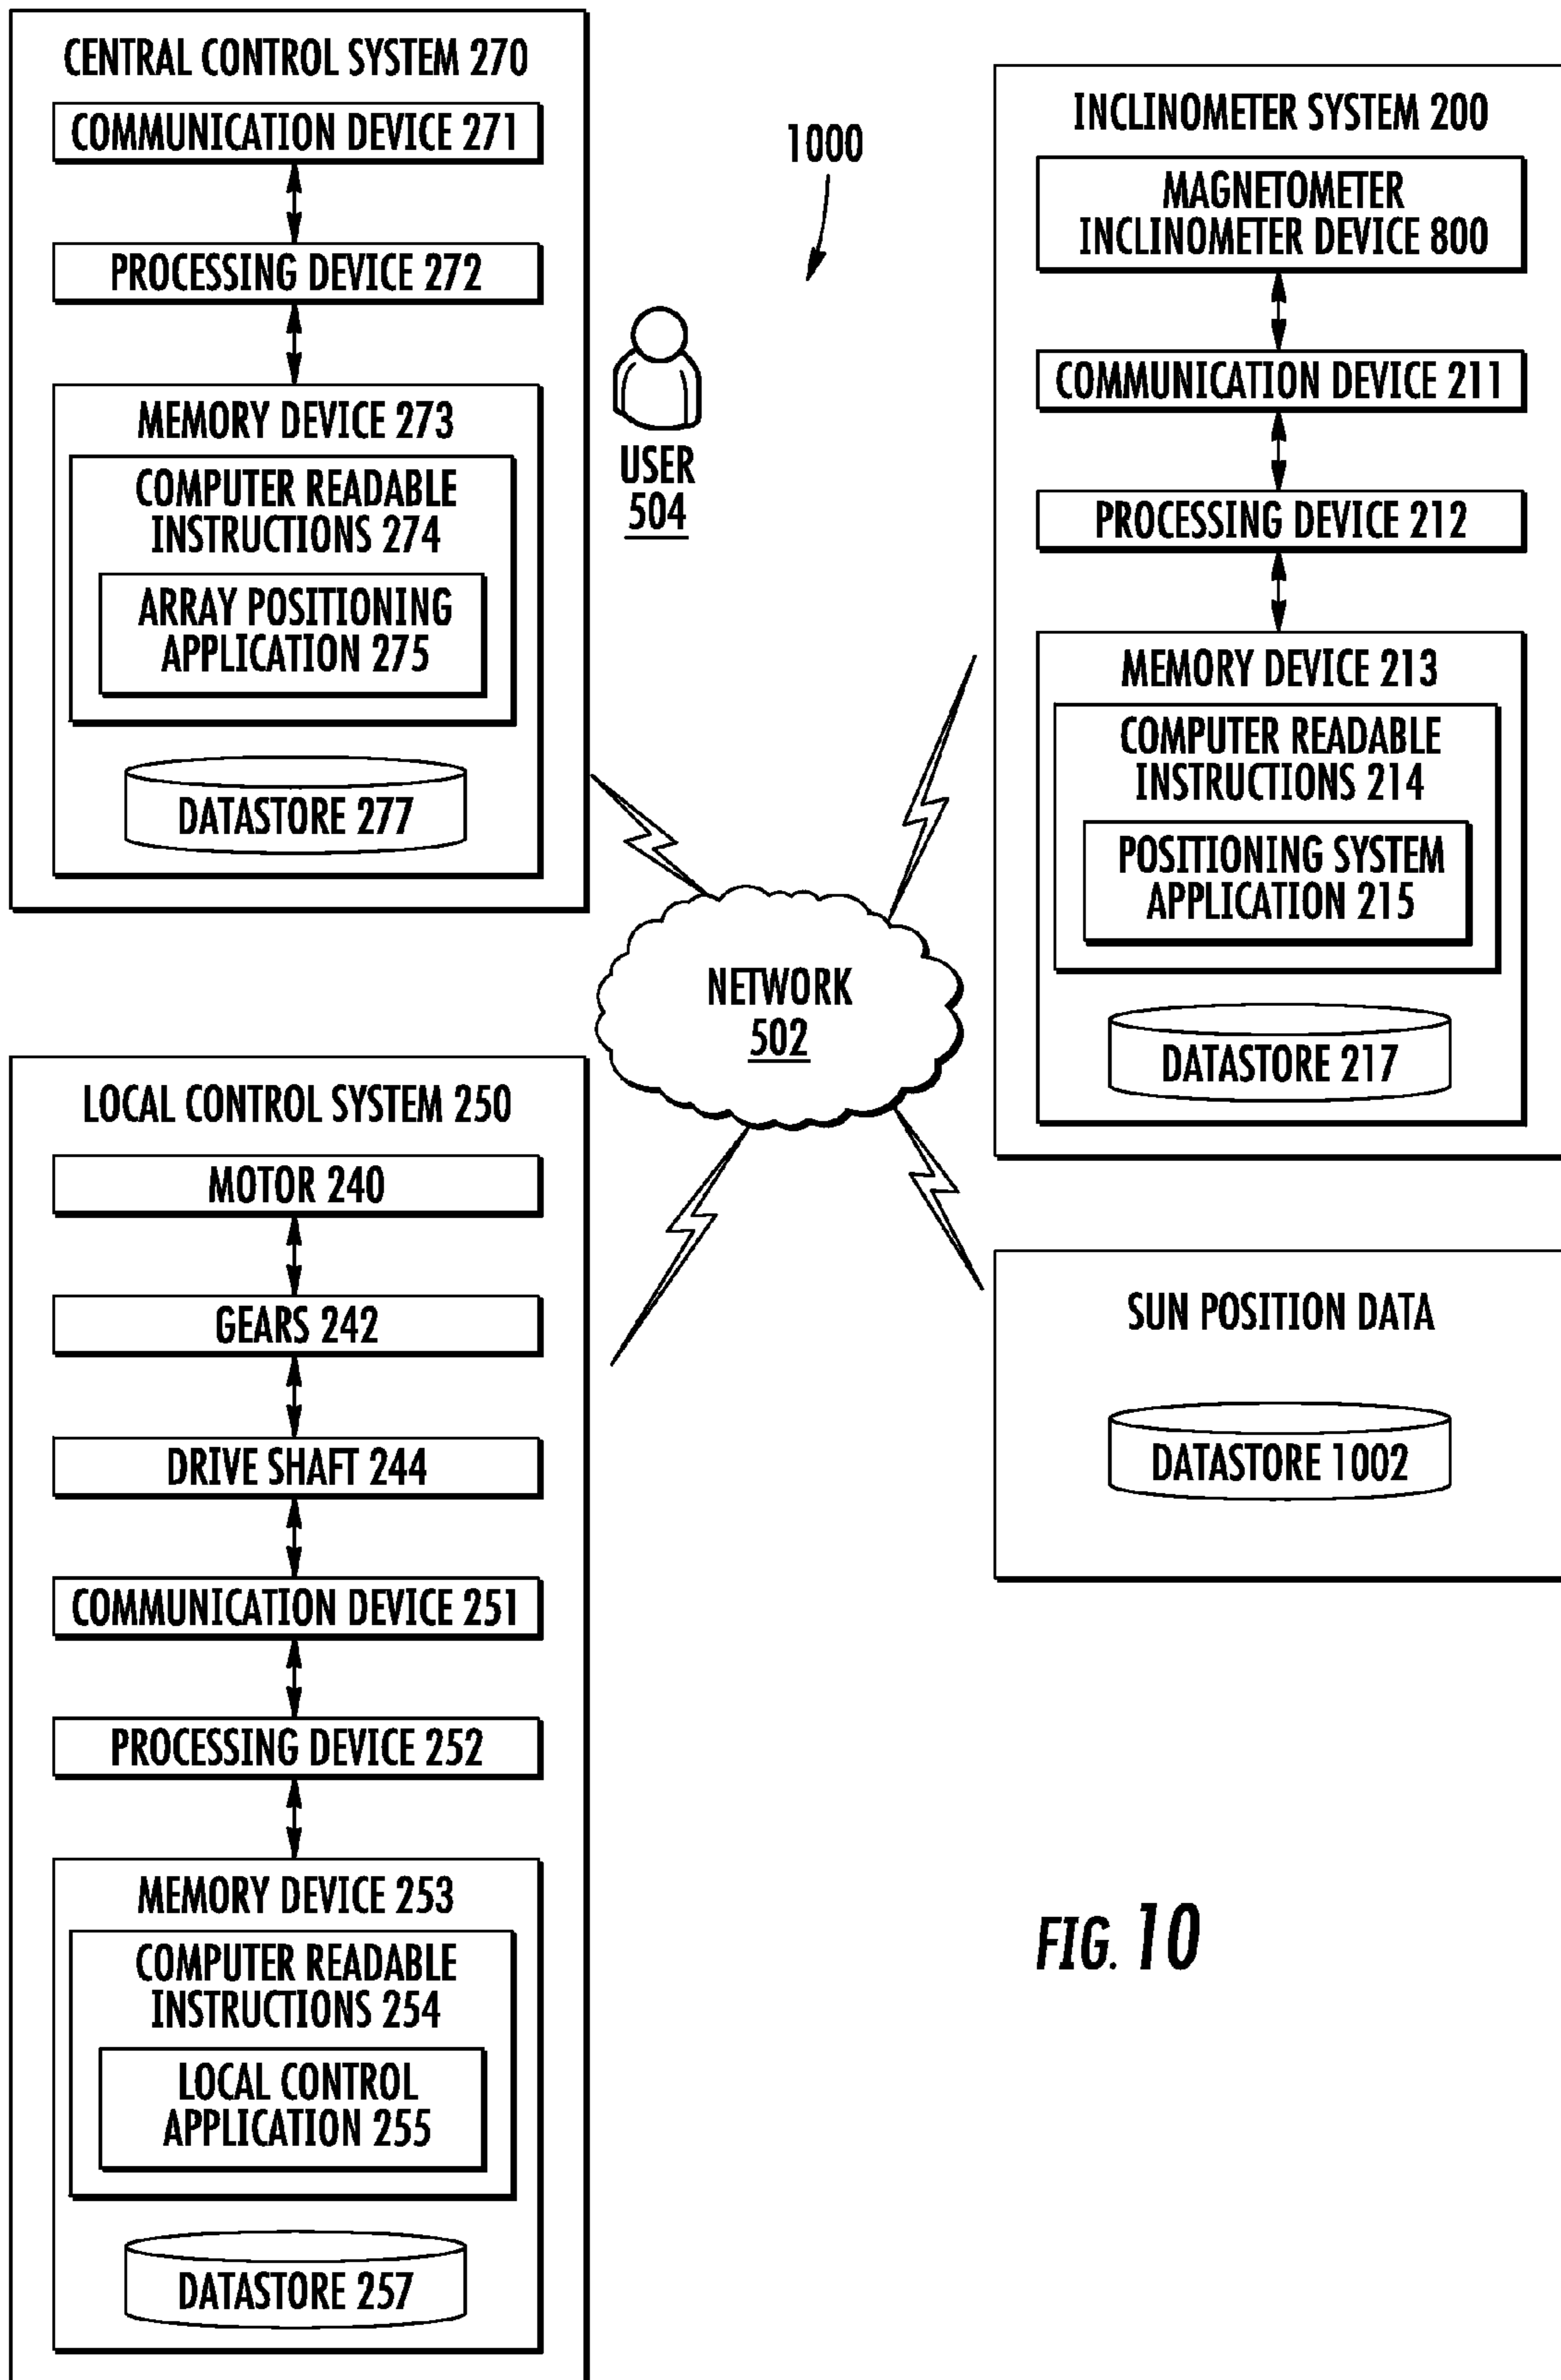 CENTRAL CONTROL SYSTEM 270
COMMUNICATION DEVICE 271
PROCESSING DEVICE 272
MEMORY DEVICE 273
COMPUTER READABLE
INSTRUCTIONS 274
ARRAY POSITIONING
APPLICATION 275
DATASTORE 277
1000
USER
504
INCLINOMETER SYSTEM 200
MAGNETOMETER
INCLINOMETER DEVICE 800
COMMUNICATION DEVICE 211
PROCESSING DEVICE 212
MEMORY DEVICE 213
COMPUTER READABLE
INSTRUCTIONS 214
POSITIONING SYSTEM
APPLICATION 215
DATASTORE 217
NETWORK
502
LOCAL CONTROL SYSTEM 250
MOTOR 240
GEARS 242
DRIVE SHAFT 244
COMMUNICATION DEVICE 251
PROCESSING DEVICE 252
MEMORY DEVICE 253
COMPUTER READABLE
INSTRUCTIONS 254
LOCAL CONTROL
APPLICATION 255
DATASTORE 257
SUN POSITION DATA
DATASTORE 1002
FIG. 10